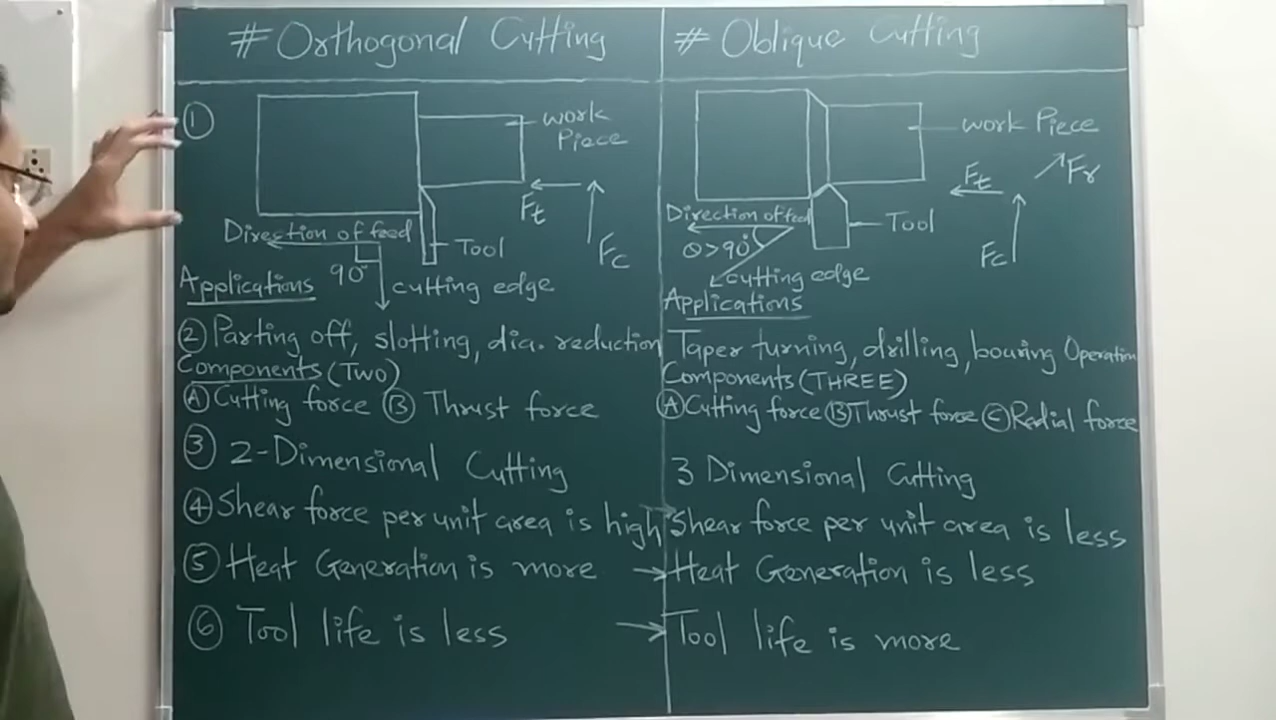 # Orthogonal Cutting
①
work
Piece
Ft
Fc
Direction of feed
Tool
90°
cutting edge
Applications
② Parting off, slotting, dia. reduction
Components (TWO)
Ⓐ Cutting force Ⓑ Thrust force
③ 2-Dimensional Cutting
④ Shear force per unit area is high
⑤ Heat Generation is more
⑥ Tool life is less
# Oblique Cutting
work Piece
Ft
Fr
Fc
Direction of feed
Tool
Θ>90°
cutting edge
Applications
Taper turning, drilling, bouring Operation
Components (THREE)
Ⓐ Cutting force Ⓑ Thrust force Ⓒ Radial force
3 Dimensional Cutting
→ Shear force per unit area is less
→ Heat Generation is less
→ Tool life is more